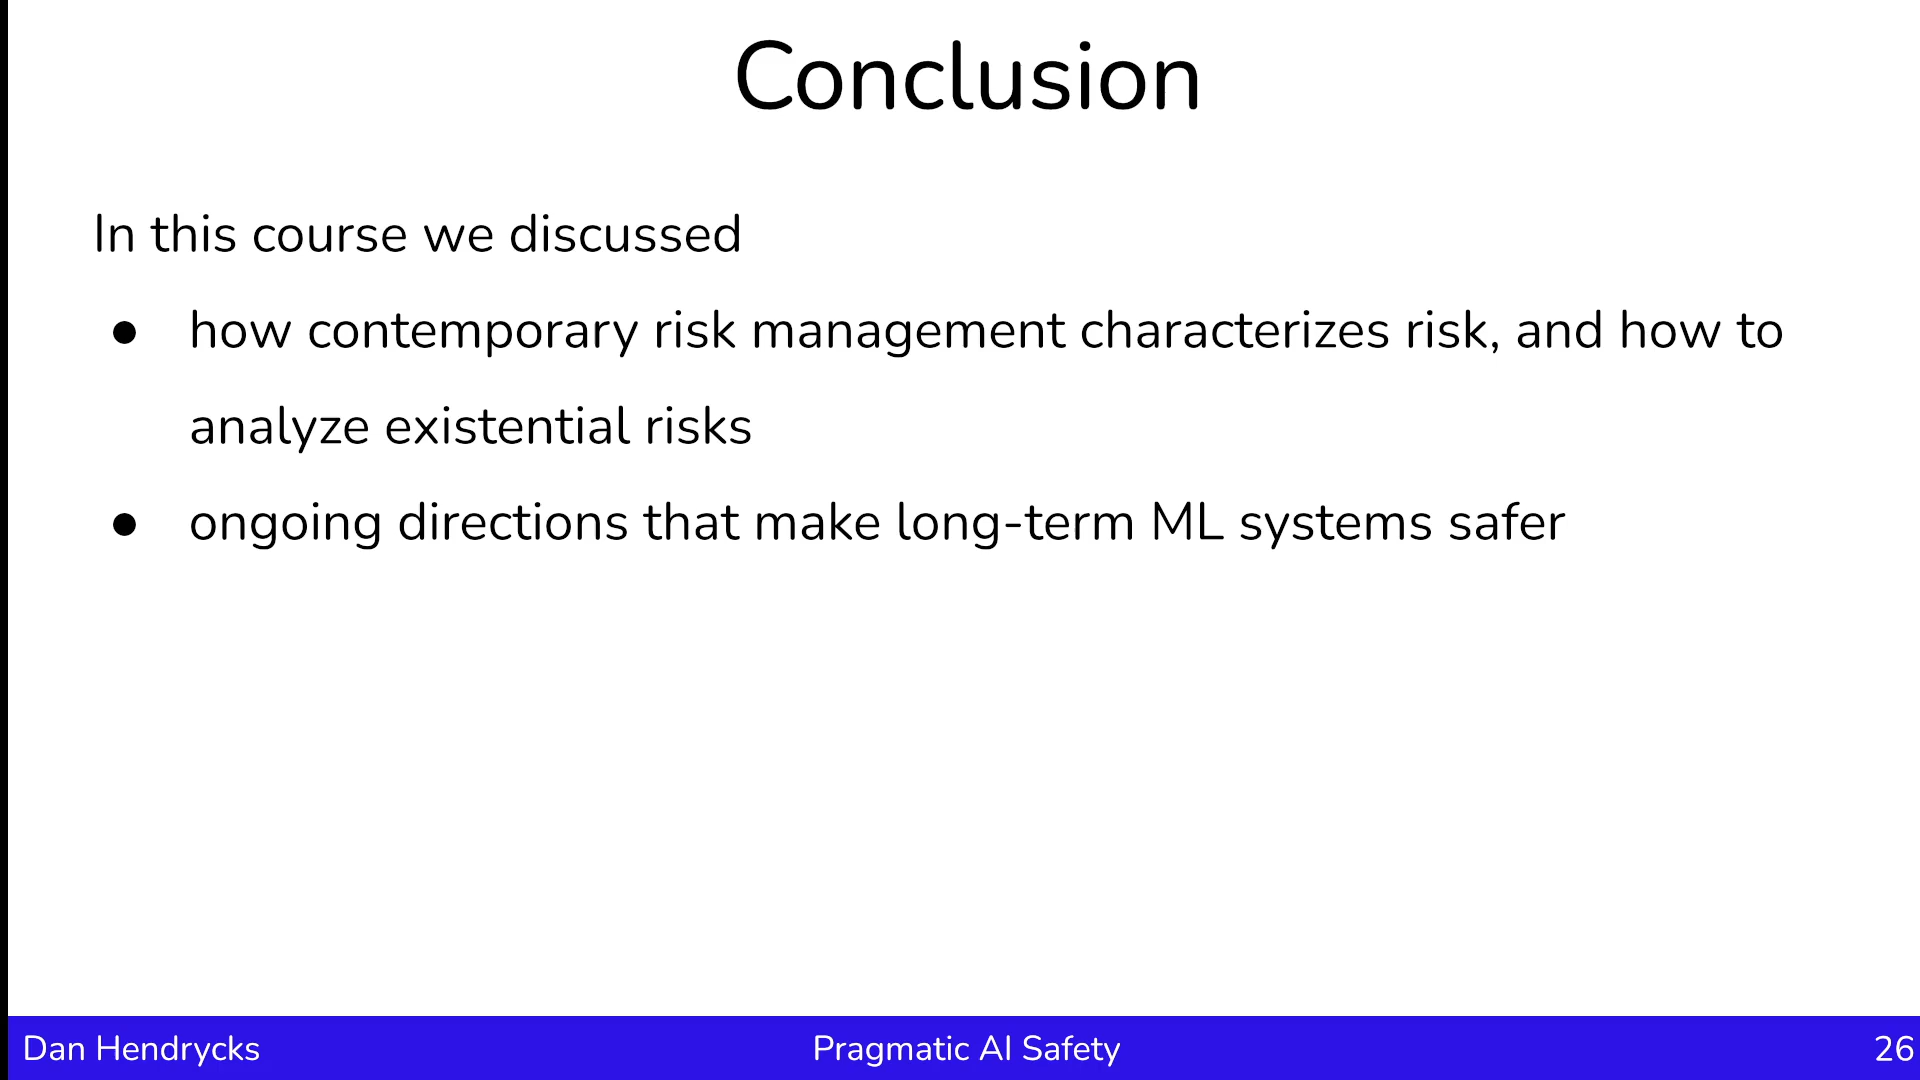 Conclusion
In this course we discussed
● how contemporary risk management characterizes risk, and how to
analyze existential risks
● ongoing directions that make long-term ML systems safer
Dan Hendrycks
Pragmatic AI Safety
26